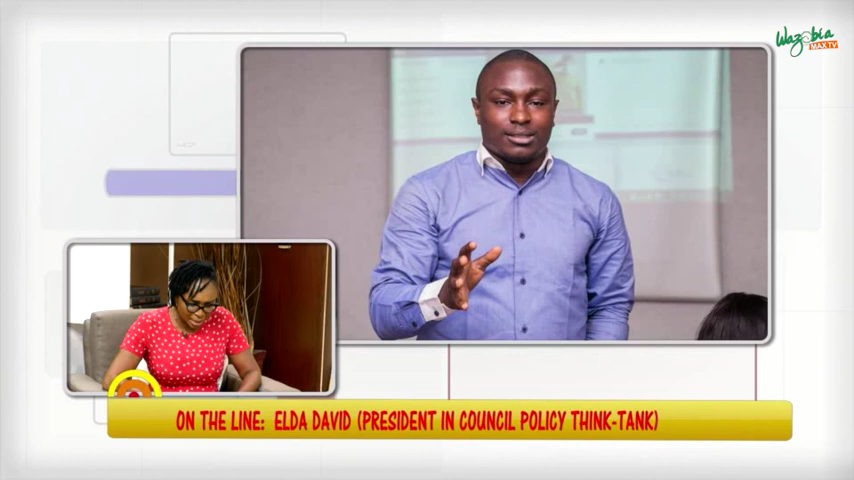 Wazobia
MAX TV
ON THE LINE: ELDA DAVID (PRESIDENT IN COUNCIL POLICY THINK-TANK)